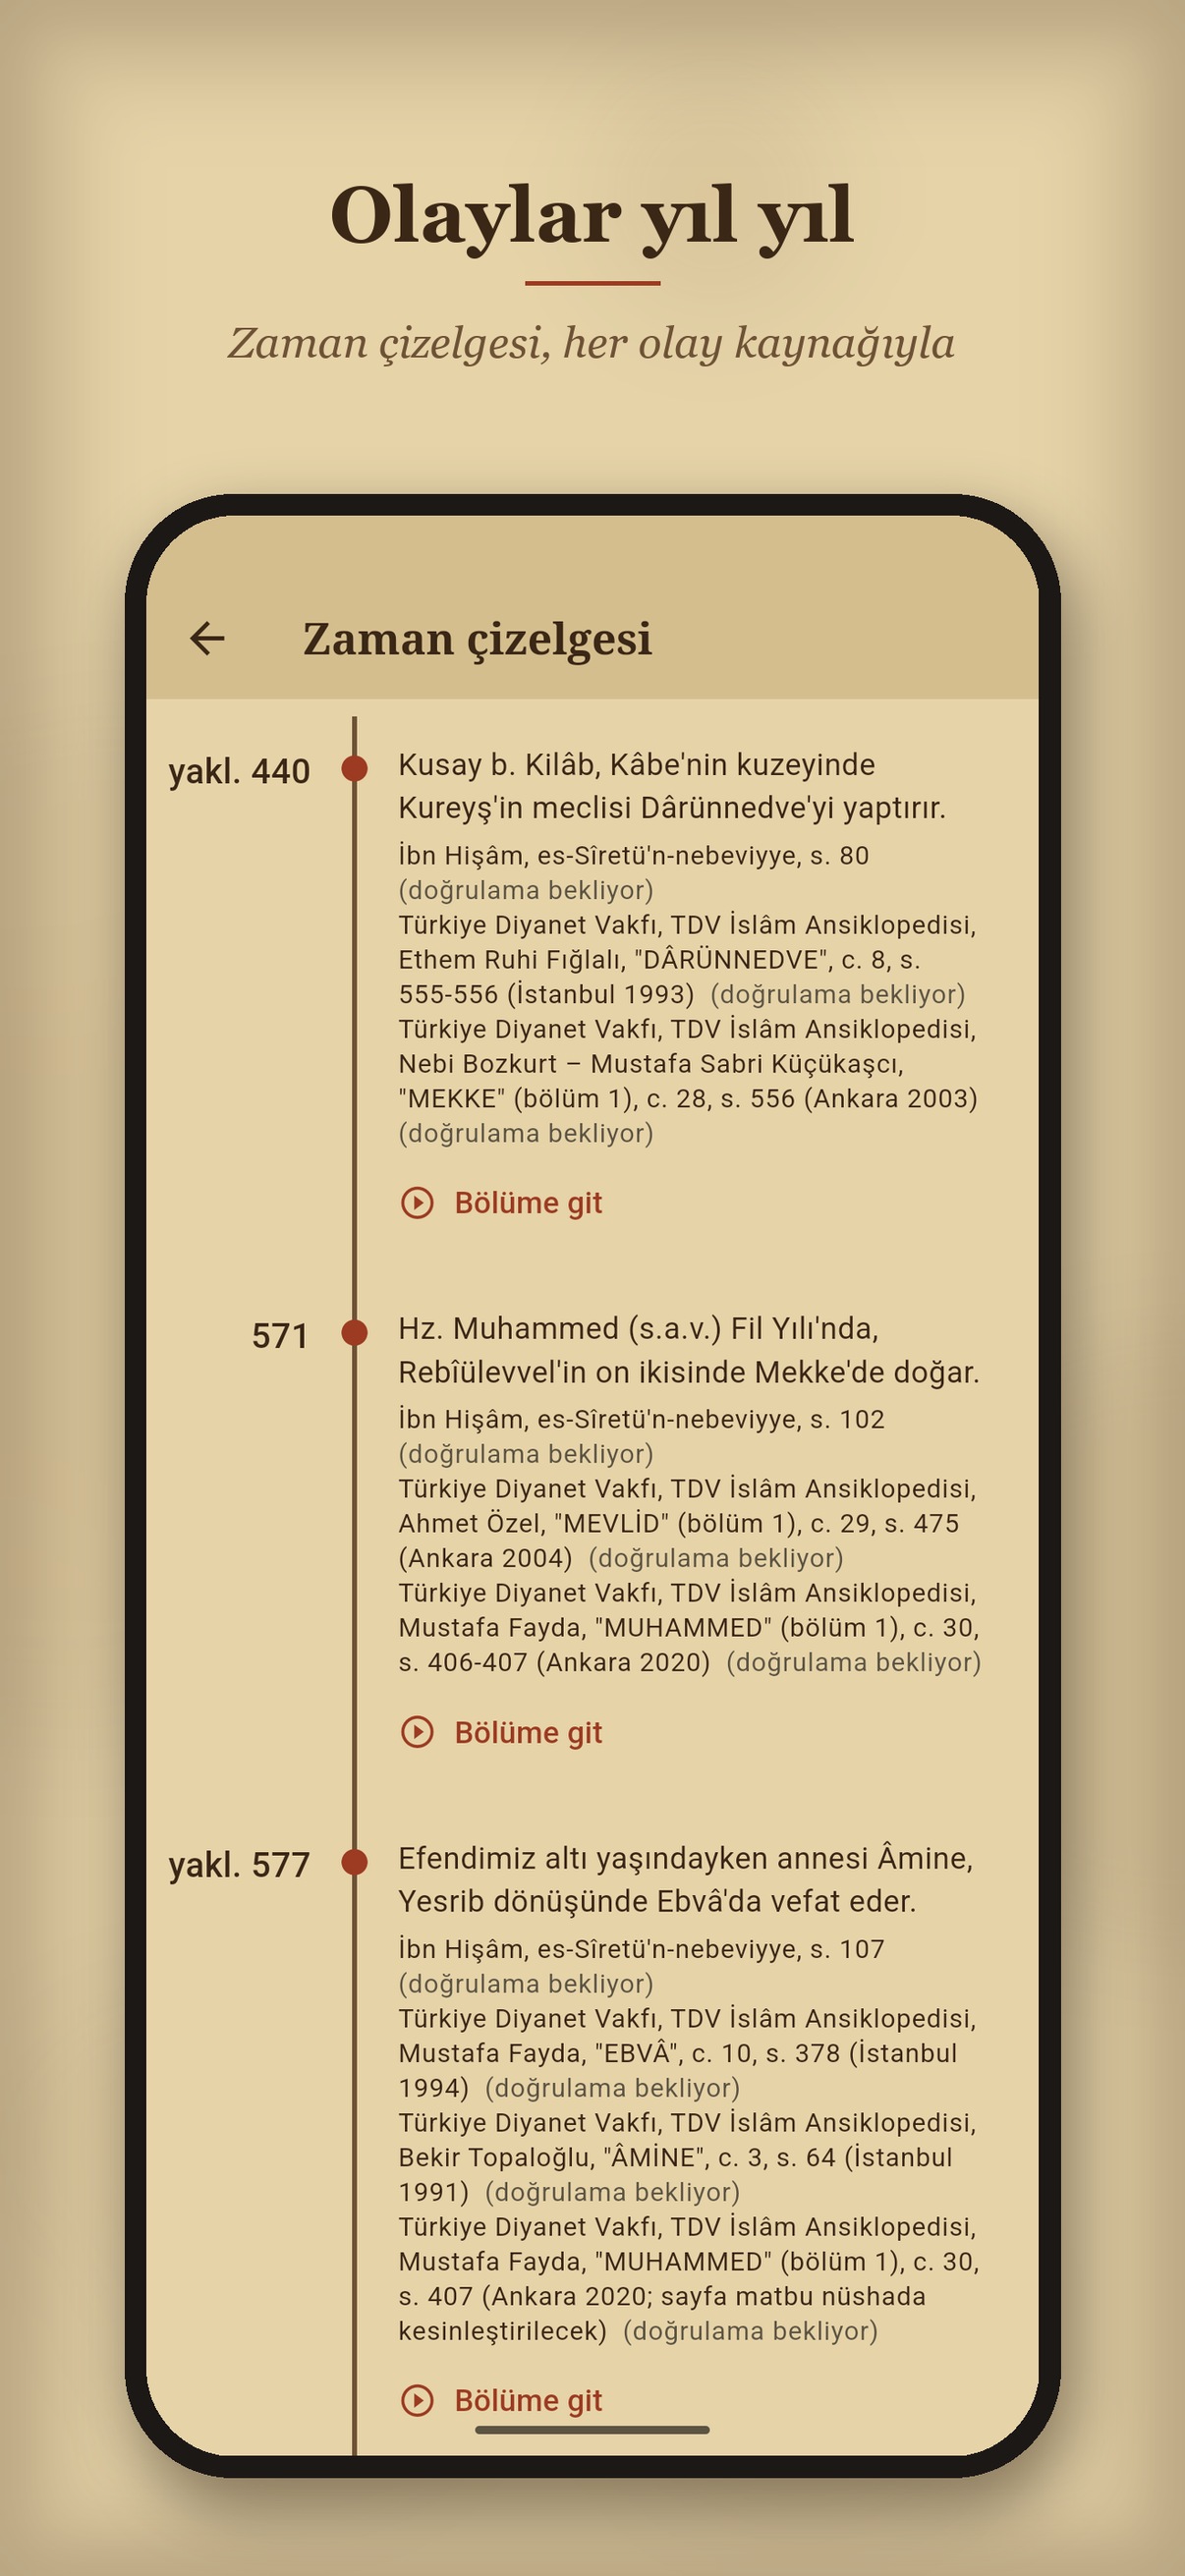 Olaylar yıl yıl
Zaman çizelgesi, her olay kaynağıyla
Zaman çizelgesi
yakl. 440
Kusay b. Kilâb, Kâbe'nin kuzeyinde
Kureyş'in meclisi Dârünnedve'yi yaptırır.
İbn Hişâm, es-Sîretü'n-nebeviyye, s. 80
(doğrulama bekliyor)
Türkiye Diyanet Vakfı, TDV İslâm Ansiklopedisi,
Ethem Ruhi Fığlalı, "DÂRÜNNEDVE", c. 8, s.
555-556 (İstanbul 1993) (doğrulama bekliyor)
Türkiye Diyanet Vakfı, TDV İslâm Ansiklopedisi,
Nebi Bozkurt – Mustafa Sabri Küçükaşcı,
"MEKKE" (bölüm 1), c. 28, s. 556 (Ankara 2003)
(doğrulama bekliyor)
Bölüme git
571
Hz. Muhammed (s.a.v.) Fil Yılı'nda,
Rebîülevvel'in on ikisinde Mekke'de doğar.
İbn Hişâm, es-Sîretü'n-nebeviyye, s. 102
(doğrulama bekliyor)
Türkiye Diyanet Vakfı, TDV İslâm Ansiklopedisi,
Ahmet Özel, "MEVLİD" (bölüm 1), c. 29, s. 475
(Ankara 2004) (doğrulama bekliyor)
Türkiye Diyanet Vakfı, TDV İslâm Ansiklopedisi,
Mustafa Fayda, "MUHAMMED" (bölüm 1), c. 30,
s. 406-407 (Ankara 2020) (doğrulama bekliyor)
Bölüme git
yakl. 577
Efendimiz altı yaşındayken annesi Âmine,
Yesrib dönüşünde Ebvâ'da vefat eder.
İbn Hişâm, es-Sîretü'n-nebeviyye, s. 107
(doğrulama bekliyor)
Türkiye Diyanet Vakfı, TDV İslâm Ansiklopedisi,
Mustafa Fayda, "EBVÂ", c. 10, s. 378 (İstanbul
1994) (doğrulama bekliyor)
Türkiye Diyanet Vakfı, TDV İslâm Ansiklopedisi,
Bekir Topaloğlu, "ÂMİNE", c. 3, s. 64 (İstanbul
1991) (doğrulama bekliyor)
Türkiye Diyanet Vakfı, TDV İslâm Ansiklopedisi,
Mustafa Fayda, "MUHAMMED" (bölüm 1), c. 30,
s. 407 (Ankara 2020; sayfa matbu nüshada
kesinleştirilecek) (doğrulama bekliyor)
Bölüme git